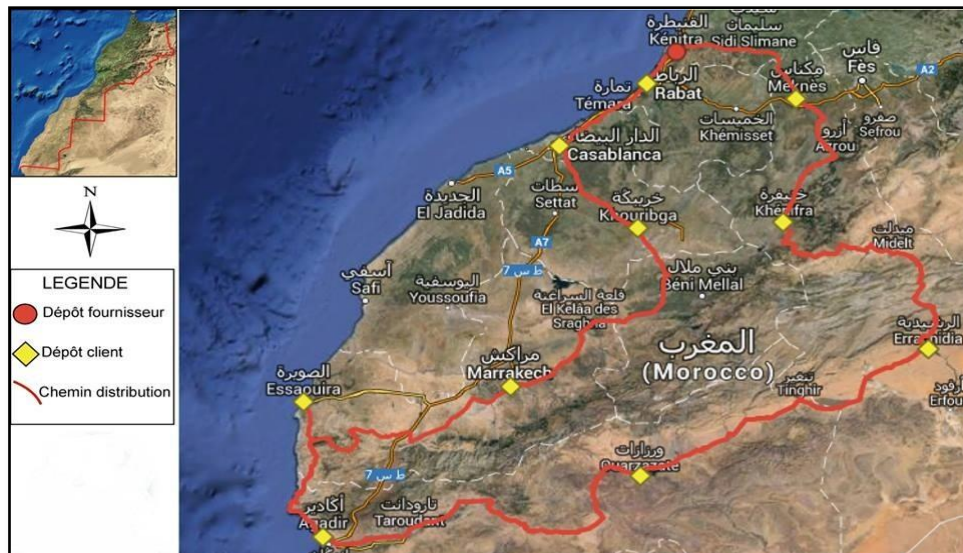 N
LEGENDE
Dépôt fournisseur
Dépôt client
Chemin distribution
سليمان
Sidi Slimane
القنيطرة
Kénitra
فاس
Fès
A2
مكناس
Meknès
الرباط
Rabat
تمارة
Témara
الخميسات
Khémisset
صفرو
Sefrou
أزرو
Azrou
الدار البيضاء
Casablanca
A5
الجديدة
El Jadida
سطات
Settat
خريبكة
Khouribga
خنيفرة
Khénifra
ميدلت
Midelt
A7
ط س 7
آسفي
Safi
اليوسفية
Youssoufia
قلعة السراغنة
El Kelâa des
Sraghna
بني ملال
Béni Mellal
الرشيدية
Errachidia
المغرب
(Morocco)
مراكش
Marrakech
الصويرة
Essaouira
تنغير
Tinghir
أرفود
Erfoud
ورزازات
Ouarzazate
ط س 7
أكادير
Agadir
تارودانت
Taroudant